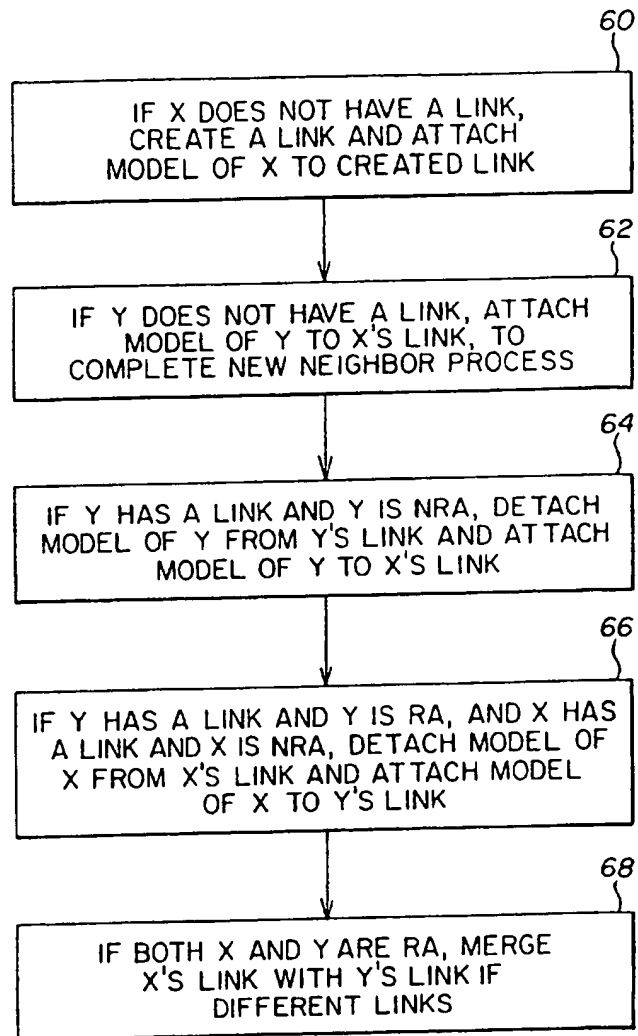 60
IF X DOES NOT HAVE A LINK,
CREATE A LINK AND ATTACH
MODEL OF X TO CREATED LINK
62
IF Y DOES NOT HAVE A LINK, ATTACH
MODEL OF Y TO X'S LINK, TO
COMPLETE NEW NEIGHBOR PROCESS
64
IF Y HAS A LINK AND Y IS NRA, DETACH
MODEL OF Y FROM Y'S LINK AND ATTACH
MODEL OF Y TO X'S LINK
66
IF Y HAS A LINK AND Y IS RA, AND X HAS
A LINK AND X IS NRA, DETACH MODEL OF
X FROM X'S LINK AND ATTACH MODEL
OF X TO Y'S LINK
68
IF BOTH X AND Y ARE RA, MERGE
X'S LINK WITH Y'S LINK IF
DIFFERENT LINKS